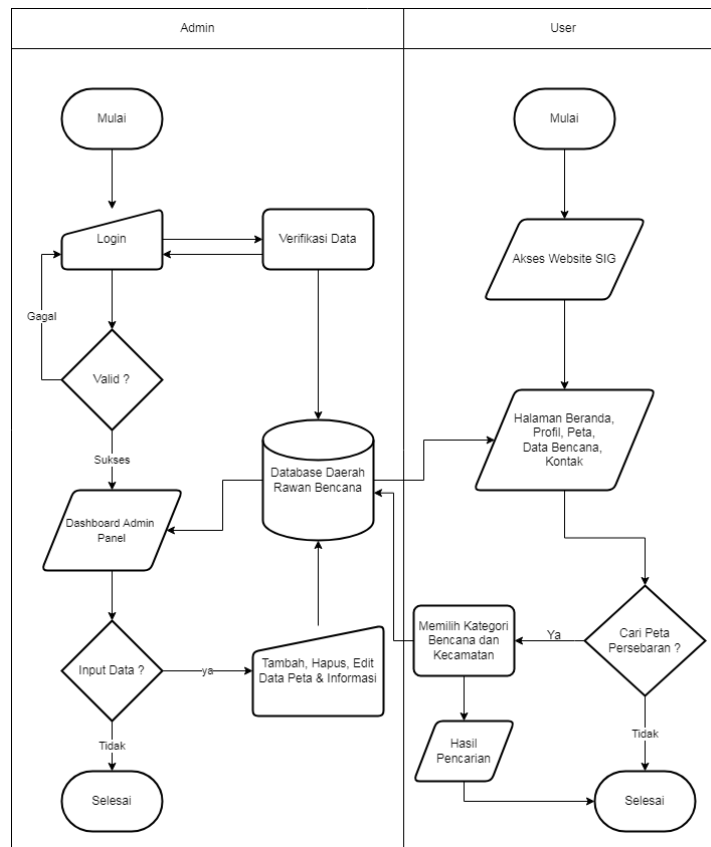 Admin
User
Mulai
Mulai
Login
Verifikasi Data
Akses Website SIG
Gagal
Valid ?
Halaman Beranda,
Profil, Peta,
Data Bencana,
Kontak
Sukses
Database Daerah
Rawan Bencana
Dashboard Admin
Panel
Memilih Kategori
Bencana dan
Kecamatan
Ya
Cari Peta
Persebaran ?
Input Data ?
ya
Tambah, Hapus, Edit
Data Peta & Informasi
Tidak
Hasil
Pencarian
Tidak
Selesai
Selesai